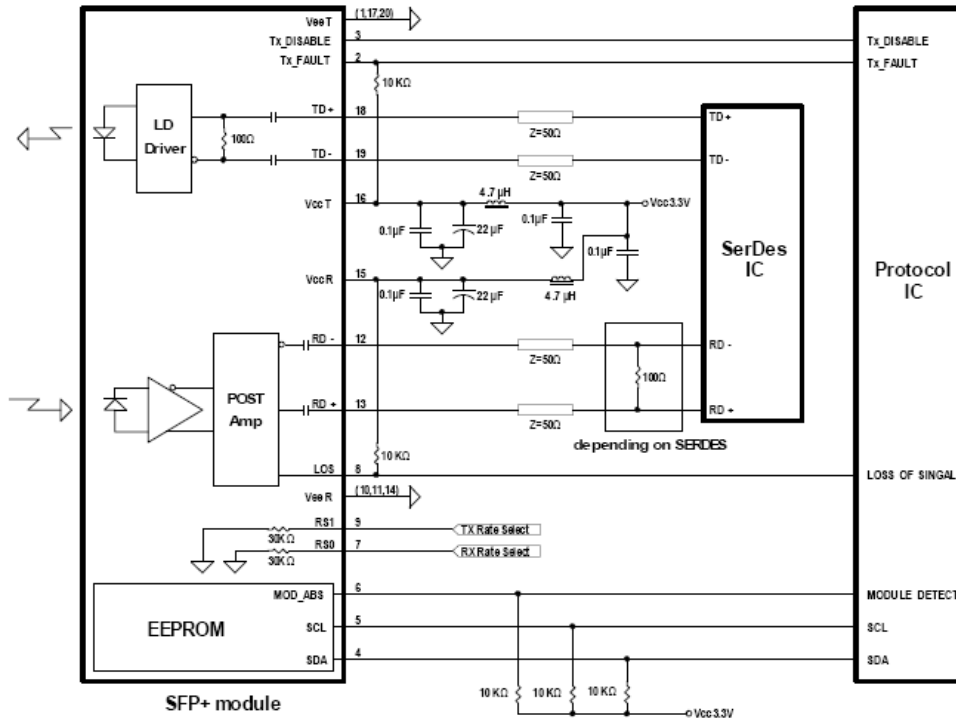 VeeT (1,17,20)
Tx_DISABLE 3 Tx_DISABLE
Tx_FAULT 2 Tx_FAULT
10 KΩ
LD
Driver
100Ω
TD+ 18 Z=50Ω TD+
TD- 19 Z=50Ω TD-
VccT 16 4.7 µH Vcc3.3V
0.1µF 22 µF 0.1µF 0.1µF
SerDes
IC
Protocol
IC
VccR 15
0.1µF 22 µF 4.7 µH
RD - 12 Z=50Ω RD -
100Ω
POST
Amp
RD + 13 Z=50Ω RD +
depending on SERDES
10 KΩ
LOS 8 LOSS OF SINGAL
VeeR (10,11,14)
RS1 9 TX Rate Select
30KΩ
RS0 7 RX Rate Select
30KΩ
MOD_ABS 6 MODULE DETECT
EEPROM
SCL 5 SCL
SDA 4 SDA
10 KΩ 10 KΩ 10 KΩ
Vcc3.3V
SFP+ module